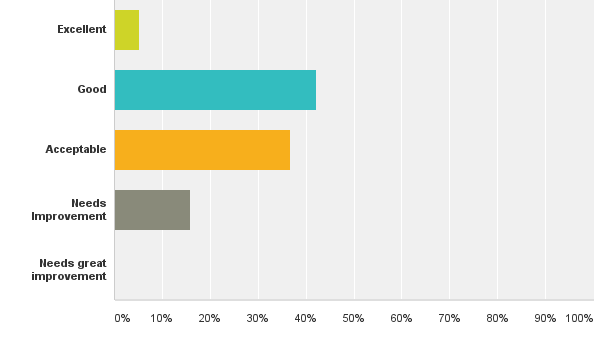 Excellent
Good
Acceptable
Needs
Improvement
Needs great
improvement
0% 10% 20% 30% 40% 50% 60% 70% 80% 90% 100%